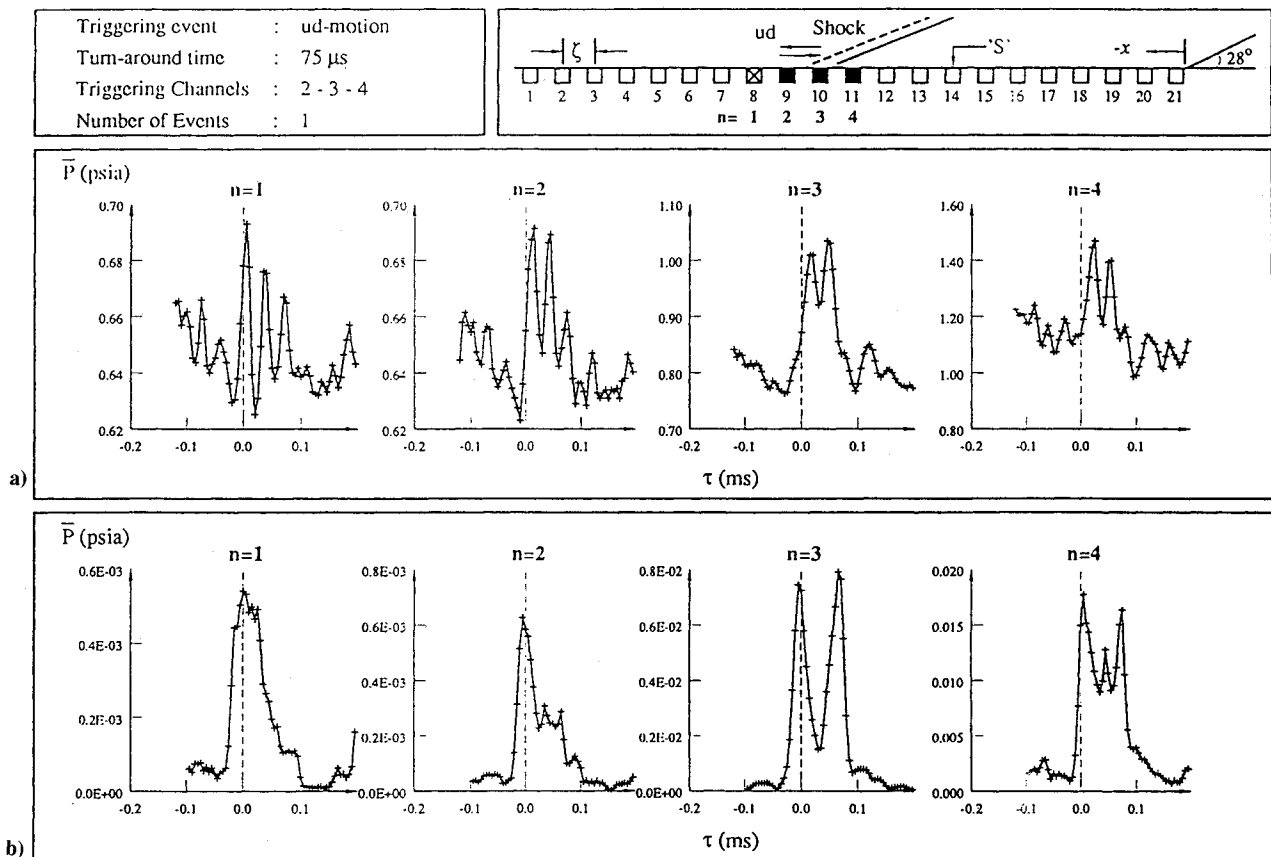 Triggering event : ud-motion
Turn-around time : 75 µs
Triggering Channels : 2 - 3 - 4
Number of Events : 1
ud Shock 'S' -x 28°
ζ
1 2 3 4 5 6 7 8 9 10 11 12 13 14 15 16 17 18 19 20 21
n= 1 2 3 4
P̅ (psia)
n=1 n=2 n=3 n=4
0.70 0.70 1.10 1.60
0.68 0.68 1.00 1.40
0.66 0.66 0.90 1.20
0.64 0.64 0.80 1.00
0.62 0.62 0.70 0.80
-0.2 -0.1 0.0 0.1 -0.2 -0.1 0.0 0.1 -0.2 -0.1 0.0 0.1 -0.2 -0.1 0.0 0.1
a) τ (ms)
P̅ (psia)
n=1 n=2 n=3 n=4
0.6E-03 0.8E-03 0.8E-02 0.020
0.4E-03 0.6E-03 0.6E-02 0.015
0.2E-03 0.4E-03 0.4E-02 0.010
0.0E+00 0.2E-03 0.2E-02 0.005
0.0E+00 0.0E+00 0.000
-0.2 -0.1 0.0 0.1 -0.2 -0.1 0.0 0.1 -0.2 -0.1 0.0 0.1 -0.2 -0.1 0.0 0.1
b) τ (ms)